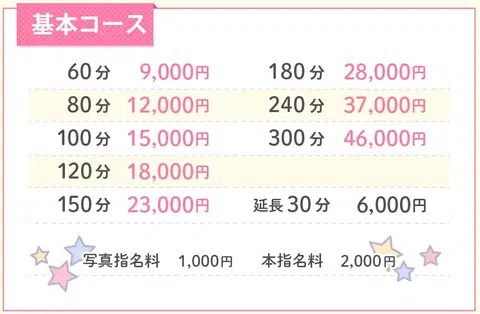 基本コース
60分 9,000円 180分 28,000円
80分 12,000円 240分 37,000円
100分 15,000円 300分 46,000円
120分 18,000円
150分 23,000円 延長30分 6,000円
写真指名料 1,000円 本指名料 2,000円